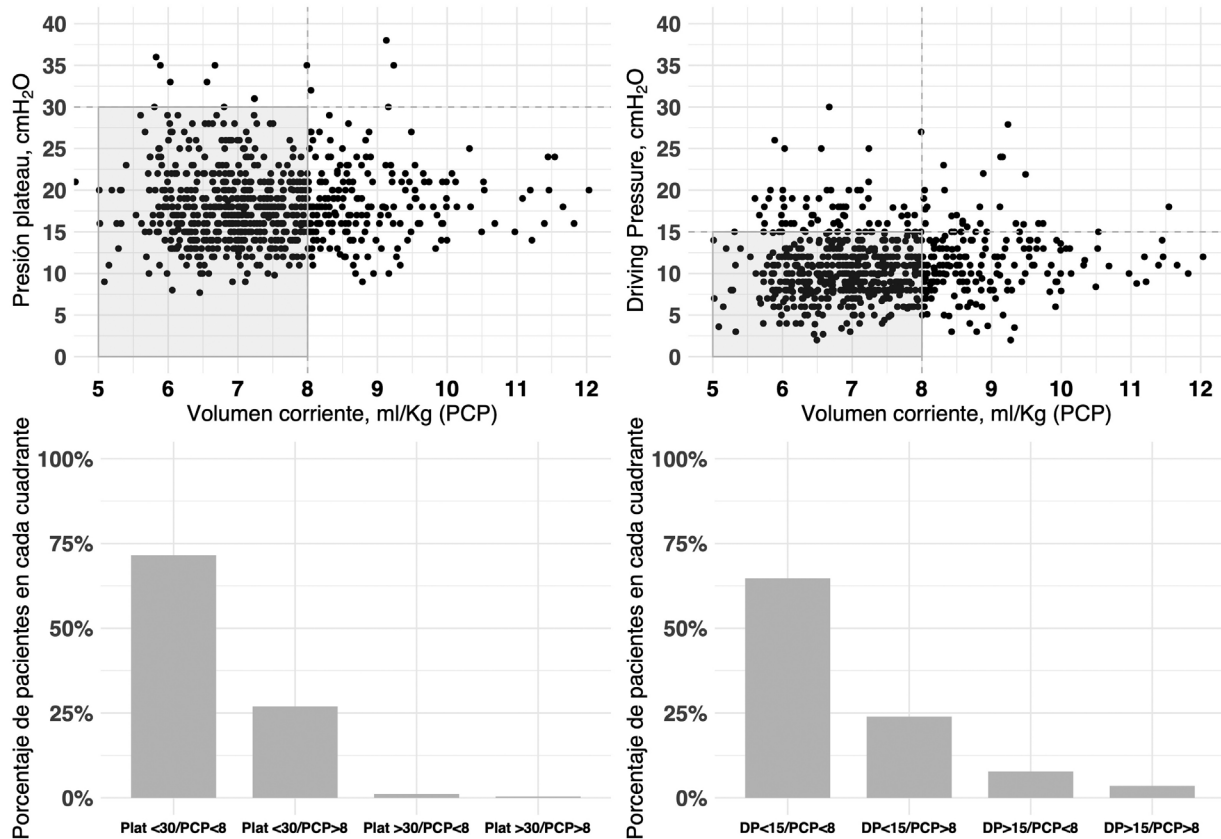 Presión plateau, cmH2O
40
35
30
25
20
15
10
5
0
5 6 7 8 9 10 11 12
Volumen corriente, ml/Kg (PCP)
Driving Pressure, cmH2O
40
35
30
25
20
15
10
5
0
5 6 7 8 9 10 11 12
Volumen corriente, ml/Kg (PCP)
Porcentaje de pacientes en cada cuadrante
100%
75%
50%
25%
0%
Plat <30/PCP<8 Plat <30/PCP>8 Plat >30/PCP<8 Plat >30/PCP>8
Porcentaje de pacientes en cada cuadrante
100%
75%
50%
25%
0%
DP<15/PCP<8 DP<15/PCP>8 DP>15/PCP<8 DP>15/PCP>8